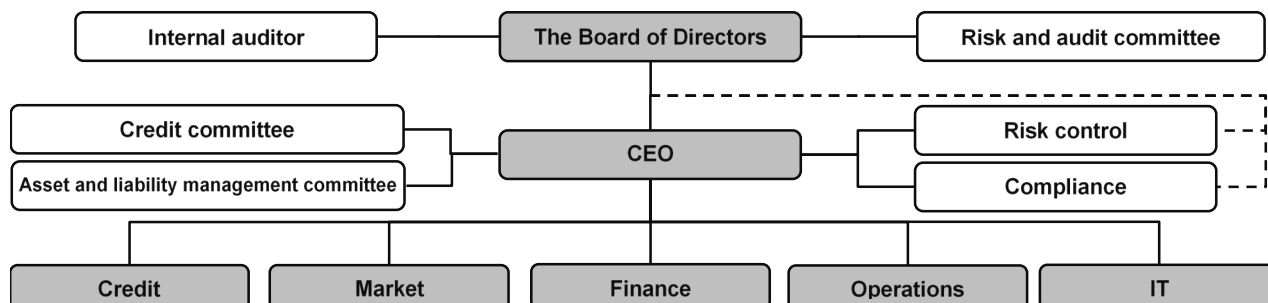 Internal auditor
The Board of Directors
Risk and audit committee
Credit committee
Risk control
CEO
Asset and liability management committee
Compliance
Credit
Market
Finance
Operations
IT